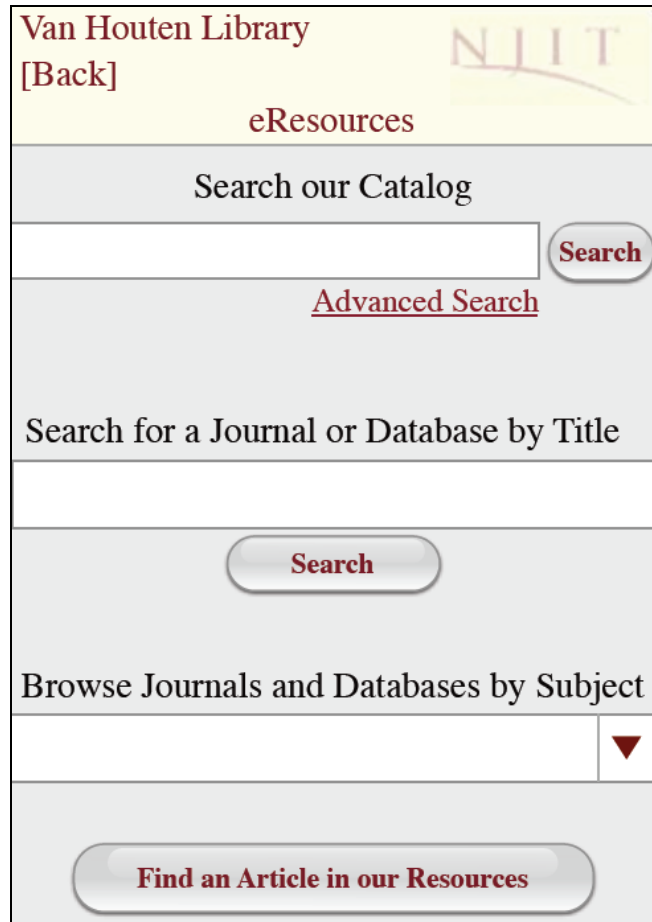 Van Houten Library
NJIT
[Back]
eResources
Search our Catalog
Search
Advanced Search
Search for a Journal or Database by Title
Search
Browse Journals and Databases by Subject
Find an Article in our Resources